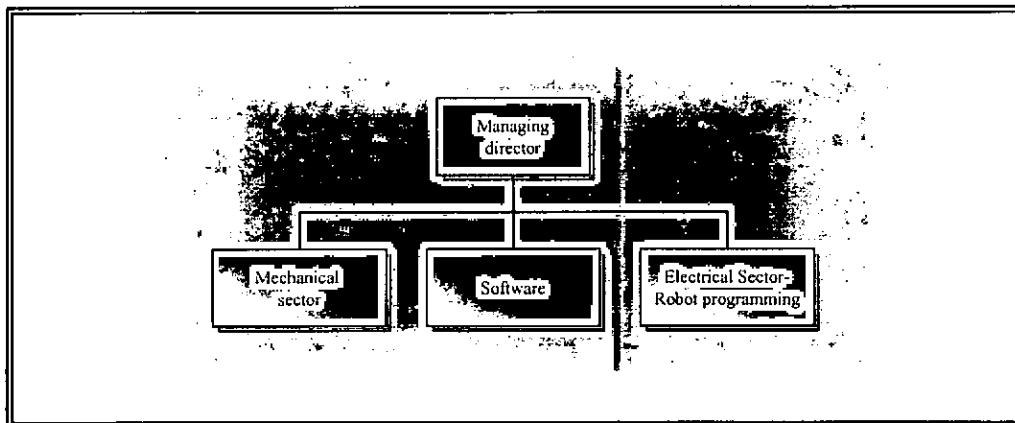 Managing
director
Mechanical
sector
Software
Electrical Sector-
Robot programming